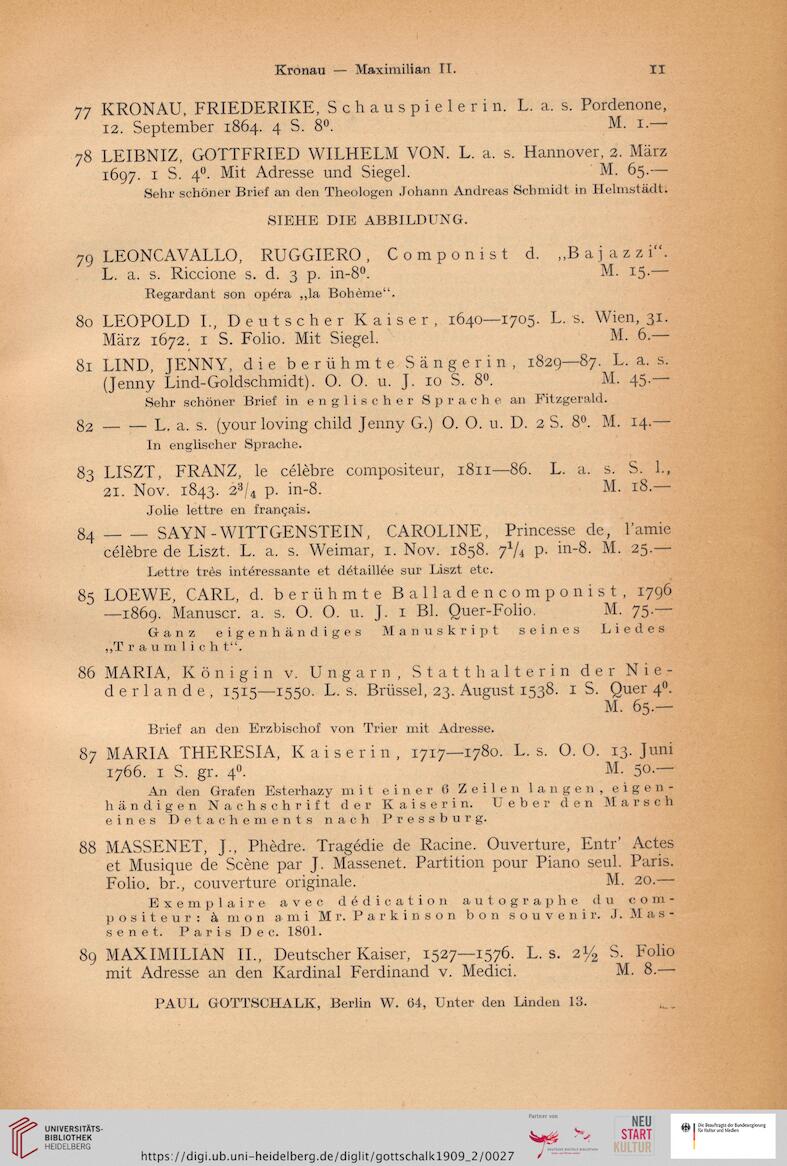 Kronau — Maximilian II. 11
77 KRONAU, FRIEDERIKE, Schauspielerin. L. a. s. Pordenone,
12. September 1864. 4 S. 8⁰. M. 1.—
78 LEIBNIZ, GOTTFRIED WILHELM VON. L. a. s. Hannover, 2. März
1697. 1 S. 4⁰. Mit Adresse und Siegel. M. 65.—
Sehr schöner Brief an den Theologen Johann Andreas Schmidt in Helmstädt.
SIEHE DIE ABBILDUNG.
79 LEONCAVALLO, RUGGIERO, Componist d. „Bajazzi“.
L. a. s. Riccione s. d. 3 p. in-8⁰. M. 15.—
Regardant son opéra „la Bohème“.
80 LEOPOLD I., Deutscher Kaiser, 1640—1705. L. s. Wien, 31.
März 1672. 1 S. Folio. Mit Siegel. M. 6.—
81 LIND, JENNY, die berühmte Sängerin, 1829—87. L. a. s.
(Jenny Lind-Goldschmidt). O. O. u. J. 10 S. 8⁰. M. 45.—
Sehr schöner Brief in englischer Sprache an Fitzgerald.
82 — — L. a. s. (your loving child Jenny G.) O. O. u. D. 2 S. 8⁰. M. 14.—
In englischer Sprache.
83 LISZT, FRANZ, le célèbre compositeur, 1811—86. L. a. s. S. l.,
21. Nov. 1843. 2³/₄ p. in-8. M. 18.—
Jolie lettre en français.
84 — — SAYN-WITTGENSTEIN, CAROLINE, Princesse de, l'amie
célèbre de Liszt. L. a. s. Weimar, 1. Nov. 1858. 7¹/₄ p. in-8. M. 25.—
Lettre très intéressante et détaillée sur Liszt etc.
85 LOEWE, CARL, d. berühmte Balladencomponist, 1796
—1869. Manuscr. a. s. O. O. u. J. 1 Bl. Quer-Folio. M. 75.—
Ganz eigenhändiges Manuskript seines Liedes
„Traumlicht“.
86 MARIA, Königin v. Ungarn, Statthalterin der Nie-
derlande, 1515—1550. L. s. Brüssel, 23. August 1538. 1 S. Quer 4⁰.
M. 65.—
Brief an den Erzbischof von Trier mit Adresse.
87 MARIA THERESIA, Kaiserin, 1717—1780. L. s. O. O. 13. Juni
1766. 1 S. gr. 4⁰. M. 50.—
An den Grafen Esterhazy mit einer 6 Zeilen langen, eigen-
händigen Nachschrift der Kaiserin. Ueber den Marsch
eines Detachements nach Pressburg.
88 MASSENET, J., Phèdre. Tragédie de Racine. Ouverture, Entr' Actes
et Musique de Scène par J. Massenet. Partition pour Piano seul. Paris.
Folio. br., couverture originale. M. 20.—
Exemplaire avec dédication autographe du com-
positeur: à mon ami Mr. Parkinson bon souvenir. J. Mas-
senet. Paris Dec. 1801.
89 MAXIMILIAN II., Deutscher Kaiser, 1527—1576. L. s. 2½ S. Folio
mit Adresse an den Kardinal Ferdinand v. Medici. M. 8.—
PAUL GOTTSCHALK, Berlin W. 64, Unter den Linden 13.
UNIVERSITÄTS-
BIBLIOTHEK
HEIDELBERG
https://digi.ub.uni-heidelberg.de/diglit/gottschalk1909_2/0027
Partner von
DEUTSCHE DIGITALE BIBLIOTHEK
NEU
START
KULTUR
Die Beauftragte der Bundesregierung
für Kultur und Medien